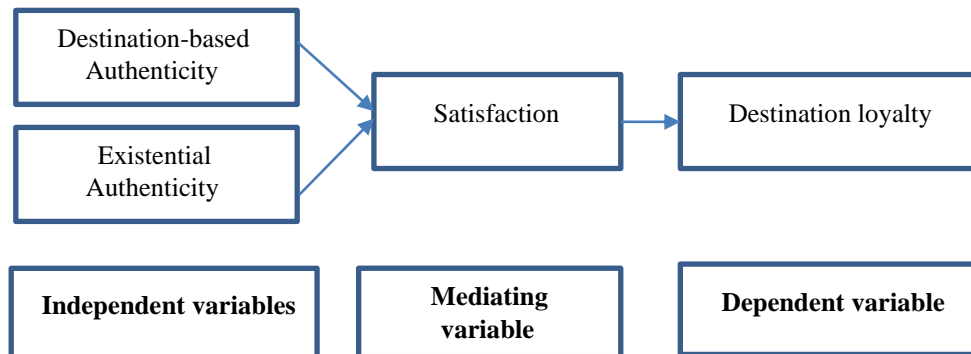 Destination-based
Authenticity
Satisfaction
Destination loyalty
Existential
Authenticity
Independent variables
Mediating
variable
Dependent variable